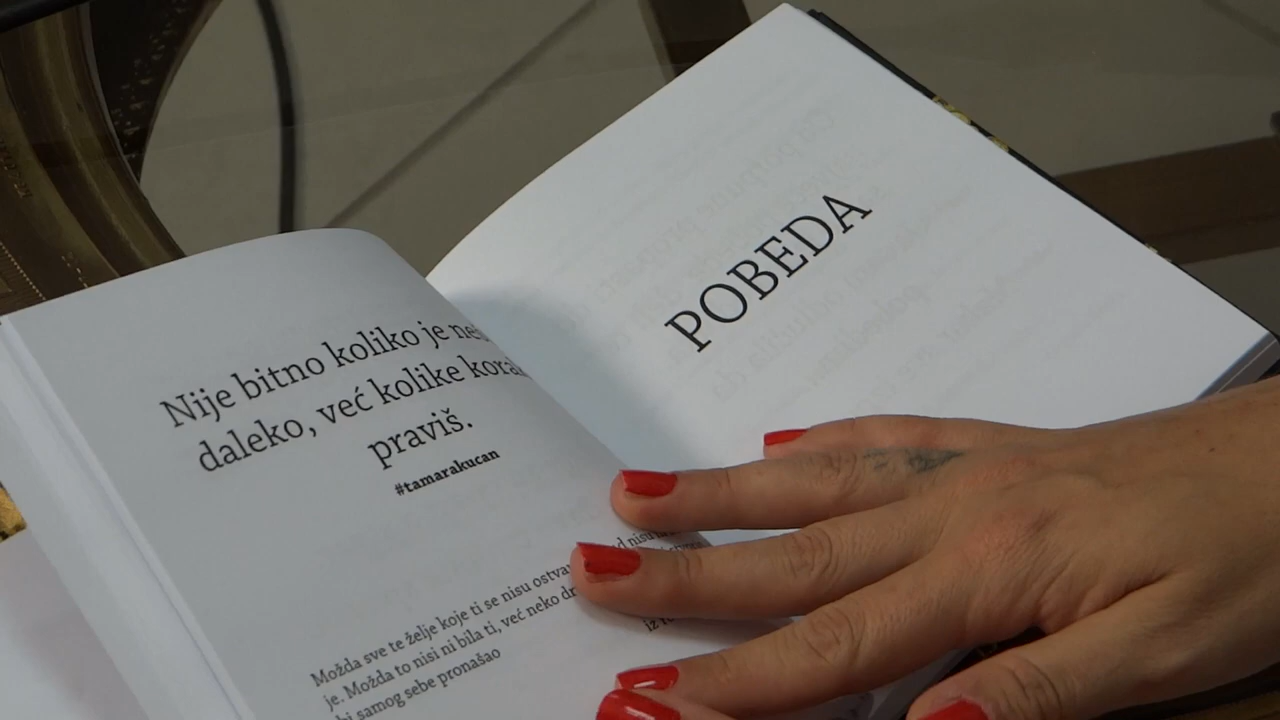 Nije bitno koliko je
daleko, već kolike
praviš.
#tamarakucan
Možda sve te želje koje ti se nisu
je. Možda to nisi ni bila ti, već neko
samog sebe pronašao
POBEDA